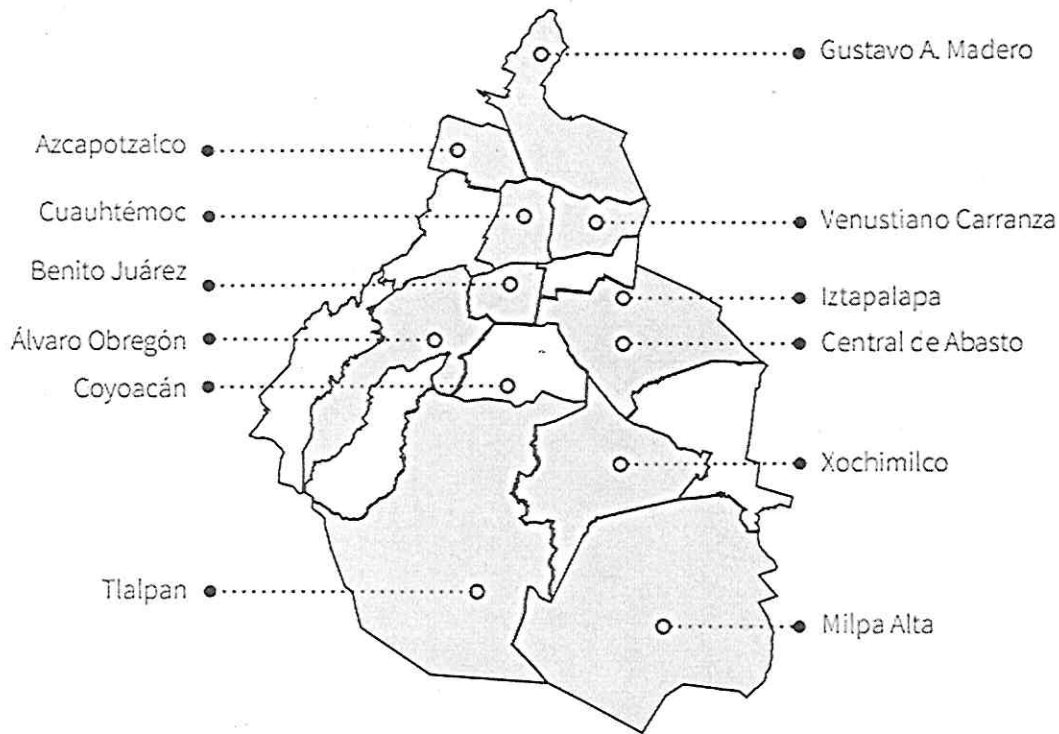 Gustavo A. Madero
Azcapotzalco
Cuauhtémoc
Venustiano Carranza
Benito Juárez
Iztapalapa
Álvaro Obregón
Central de Abasto
Coyoacán
Xochimilco
Tlalpan
Milpa Alta